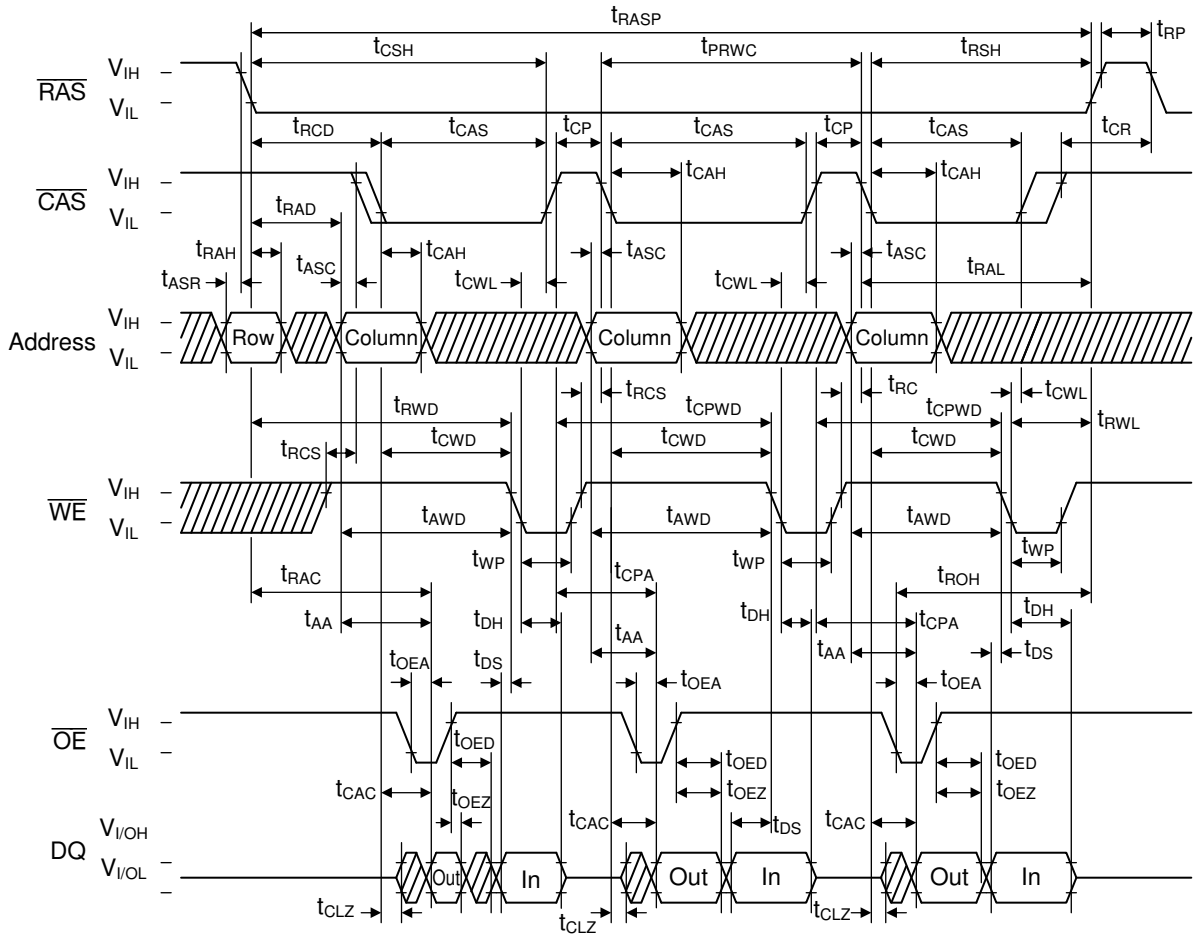 tRASP
tCSH tPRWC tRSH tRP
RAS VIH
VIL
tRCD tCAS tCP tCAS tCP tCAS tCR
CAS VIH
VIL
tCAH tCAH
tRAD
tRAH tASC tCAH tASC tASC
tASR tCWL tCWL tRAL
Address VIH
VIL
Row Column Column Column
tRCS tRC tCWL
tRWD tCPWD tCPWD tRWL
tRCS tCWD tCWD tCWD
WE VIH
VIL
tAWD tAWD tAWD
tWP tWP tWP
tRAC tCPA tROH
tAA tDH tDH tCPA tDH
tAA tAA
tOEA tDS tOEA tOEA tDS
OE VIH
VIL
tOED tOED tOED
tCAC tOEZ tOEZ tOEZ
tCAC tDS tCAC
DQ VI/OH
VI/OL
Out In Out In Out In
tCLZ tCLZ tCLZ